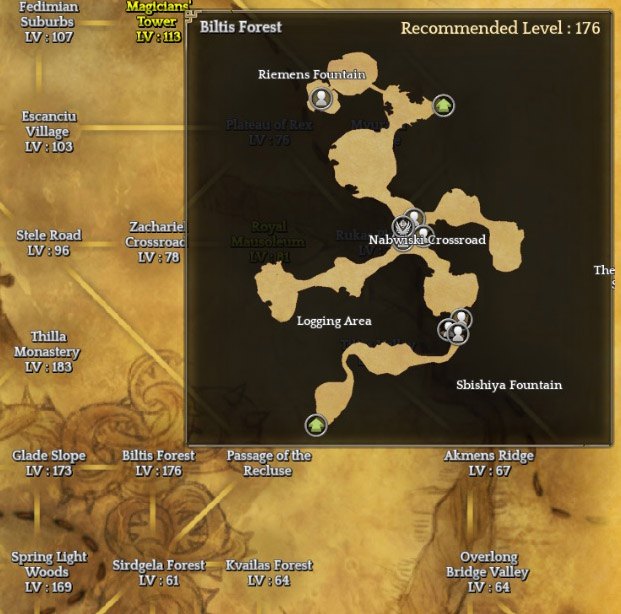 Fedimian
Suburbs
LV : 107
Magicians'
Tower
LV : 113
Biltis Forest
Recommended Level : 176
Riemens Fountain
Escanciu
Village
LV : 103
Plateau of Rex
LV : 76
Stele Road
LV : 96
Zachariel
Crossroad
LV : 78
Royal
Mausoleum
Nabwiski Crossroad
The
Logging Area
Thilla
Monastery
LV : 183
Sbishiya Fountain
Glade Slope
LV : 173
Biltis Forest
LV : 176
Passage of the
Recluse
Akmens Ridge
LV : 67
Spring Light
Woods
LV : 169
Sirdgela Forest
LV : 61
Kvailas Forest
LV : 64
Overlong
Bridge Valley
LV : 64